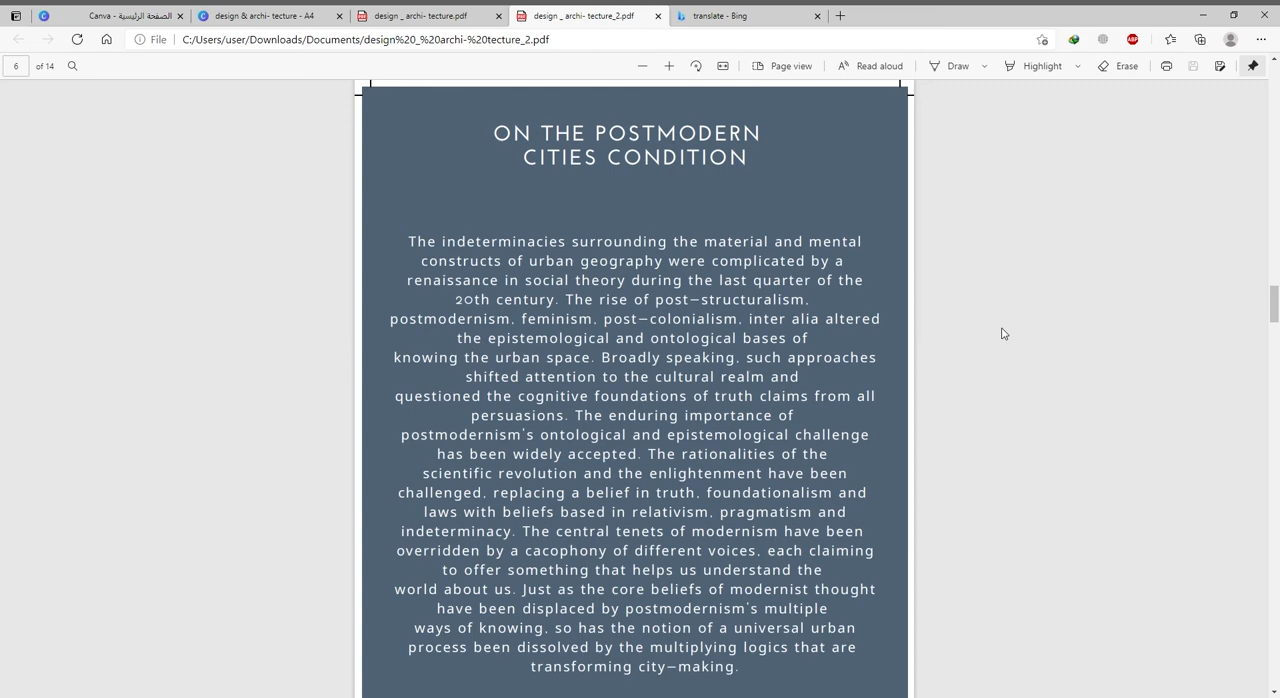 Canva - الصفحة الرئيسية
design & archi- tecture - A4
design _ archi- tecture.pdf
design _ archi- tecture_2.pdf
translate - Bing
File
C:/Users/user/Downloads/Documents/design%20_%20archi-%20tecture_2.pdf
ABP
6 of 14
Page view
Read aloud
Draw
Highlight
Erase
ON THE POSTMODERN
CITIES CONDITION
The indeterminacies surrounding the material and mental
constructs of urban geography were complicated by a
renaissance in social theory during the last quarter of the
20th century. The rise of post-structuralism,
postmodernism, feminism, post-colonialism, inter alia altered
the epistemological and ontological bases of
knowing the urban space. Broadly speaking, such approaches
shifted attention to the cultural realm and
questioned the cognitive foundations of truth claims from all
persuasions. The enduring importance of
postmodernism's ontological and epistemological challenge
has been widely accepted. The rationalities of the
scientific revolution and the enlightenment have been
challenged, replacing a belief in truth, foundationalism and
laws with beliefs based in relativism, pragmatism and
indeterminacy. The central tenets of modernism have been
overridden by a cacophony of different voices, each claiming
to offer something that helps us understand the
world about us. Just as the core beliefs of modernist thought
have been displaced by postmodernism's multiple
ways of knowing, so has the notion of a universal urban
process been dissolved by the multiplying logics that are
transforming city-making.